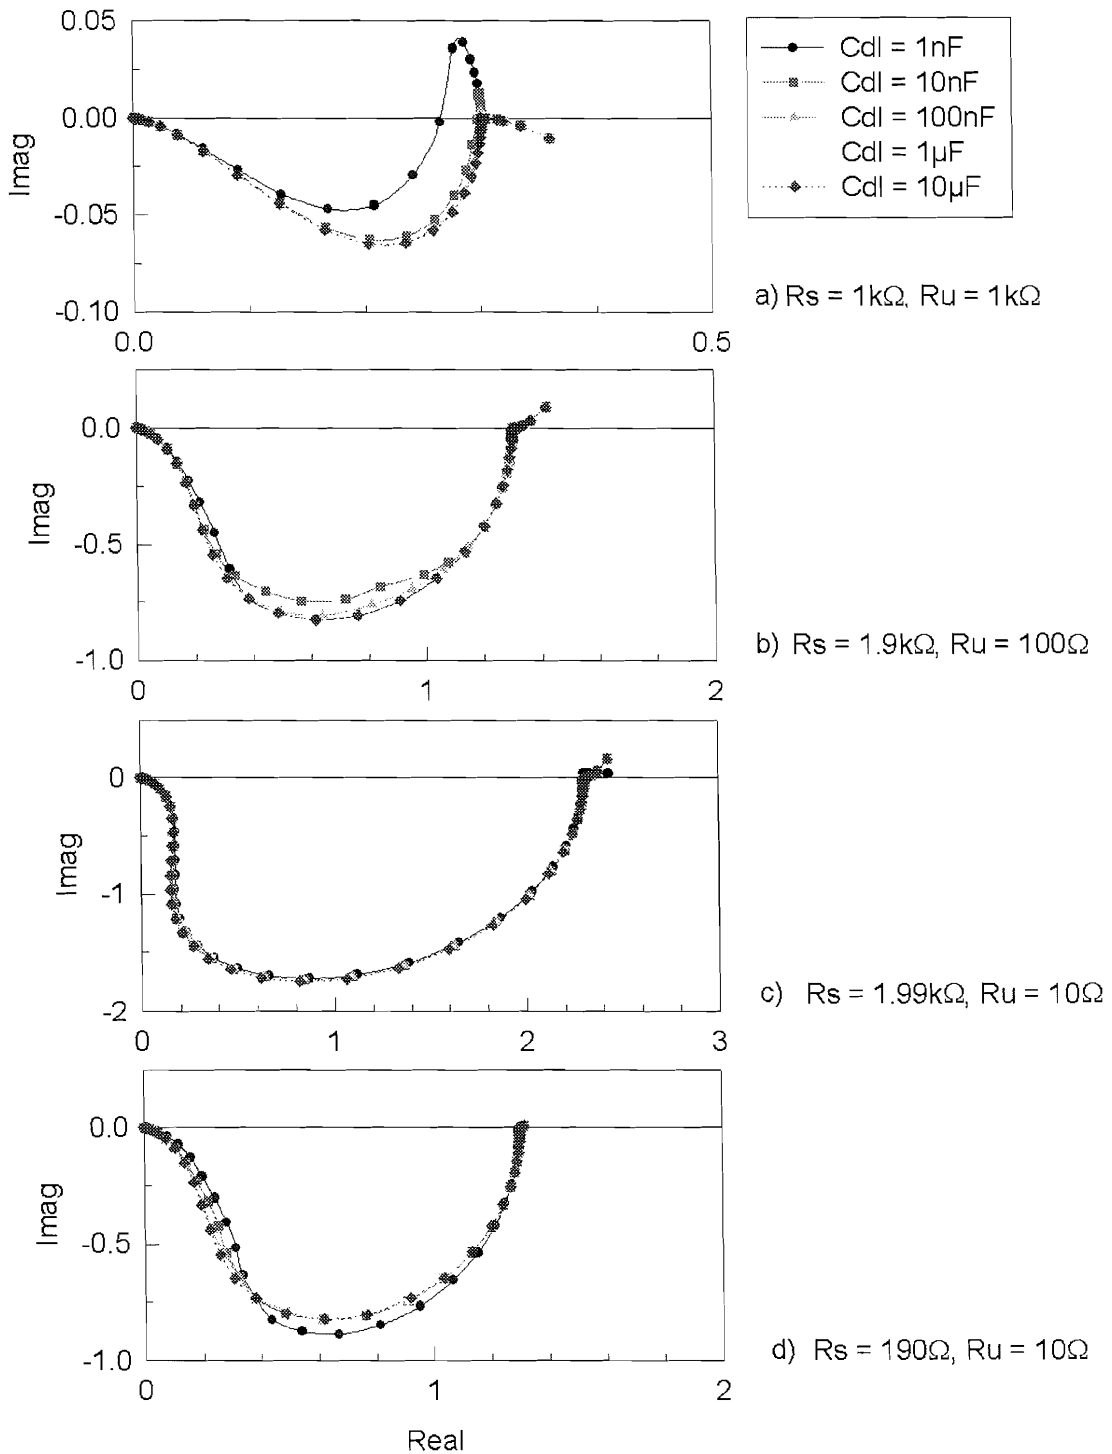 0.05
0.00
-0.05
-0.10
Imag
0.0
0.5
Cdl = 1nF
Cdl = 10nF
Cdl = 100nF
Cdl = 1µF
Cdl = 10µF
a) Rs = 1kΩ, Ru = 1kΩ
0.0
-0.5
-1.0
Imag
0
1
2
b) Rs = 1.9kΩ, Ru = 100Ω
0
-1
-2
Imag
0
1
2
3
c) Rs = 1.99kΩ, Ru = 10Ω
0.0
-0.5
-1.0
Imag
0
1
2
d) Rs = 190Ω, Ru = 10Ω
Real